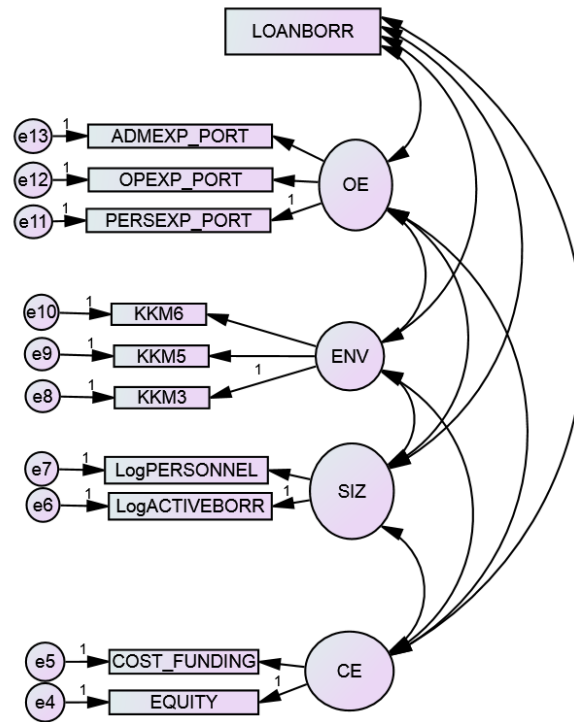 LOANBORR
e13 1 ADMEXP_PORT
e12 1 OPEXP_PORT OE
e11 1 PERSEXP_PORT 1
e10 1 KKM6
e9 1 KKM5 ENV
e8 1 KKM3 1
e7 1 LogPERSONNEL
SIZ
e6 1 LogACTIVEBORR 1
e5 1 COST_FUNDING
CE
e4 1 EQUITY 1